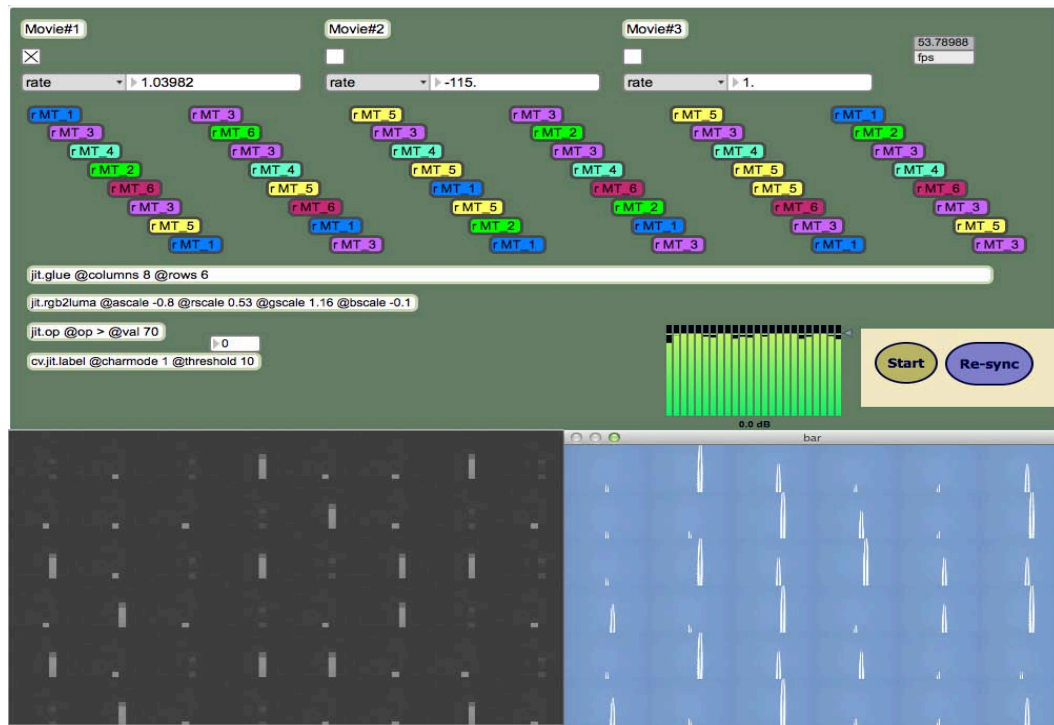 Movie#1 Movie#2 Movie#3
53.78988
fps
rate 1.03982 rate -115. rate 1.
r MT_1 r MT_3 r MT_5 r MT_3 r MT_5 r MT_1
r MT_3 r MT_6 r MT_3 r MT_2 r MT_3 r MT_2
r MT_4 r MT_3 r MT_4 r MT_3 r MT_4 r MT_3
r MT_2 r MT_4 r MT_5 r MT_4 r MT_5 r MT_4
r MT_6 r MT_5 r MT_1 r MT_6 r MT_5 r MT_6
r MT_3 r MT_6 r MT_5 r MT_2 r MT_6 r MT_3
r MT_5 r MT_1 r MT_2 r MT_1 r MT_3 r MT_5
r MT_1 r MT_3 r MT_1 r MT_3 r MT_1 r MT_3
jit.glue @columns 8 @rows 6
jit.rgb2luma @ascale -0.8 @rscale 0.53 @gscale 1.16 @bscale -0.1
jit.op @op > @val 70
0
cv.jit.label @charmode 1 @threshold 10
Start Re-sync
0.0 dB
bar